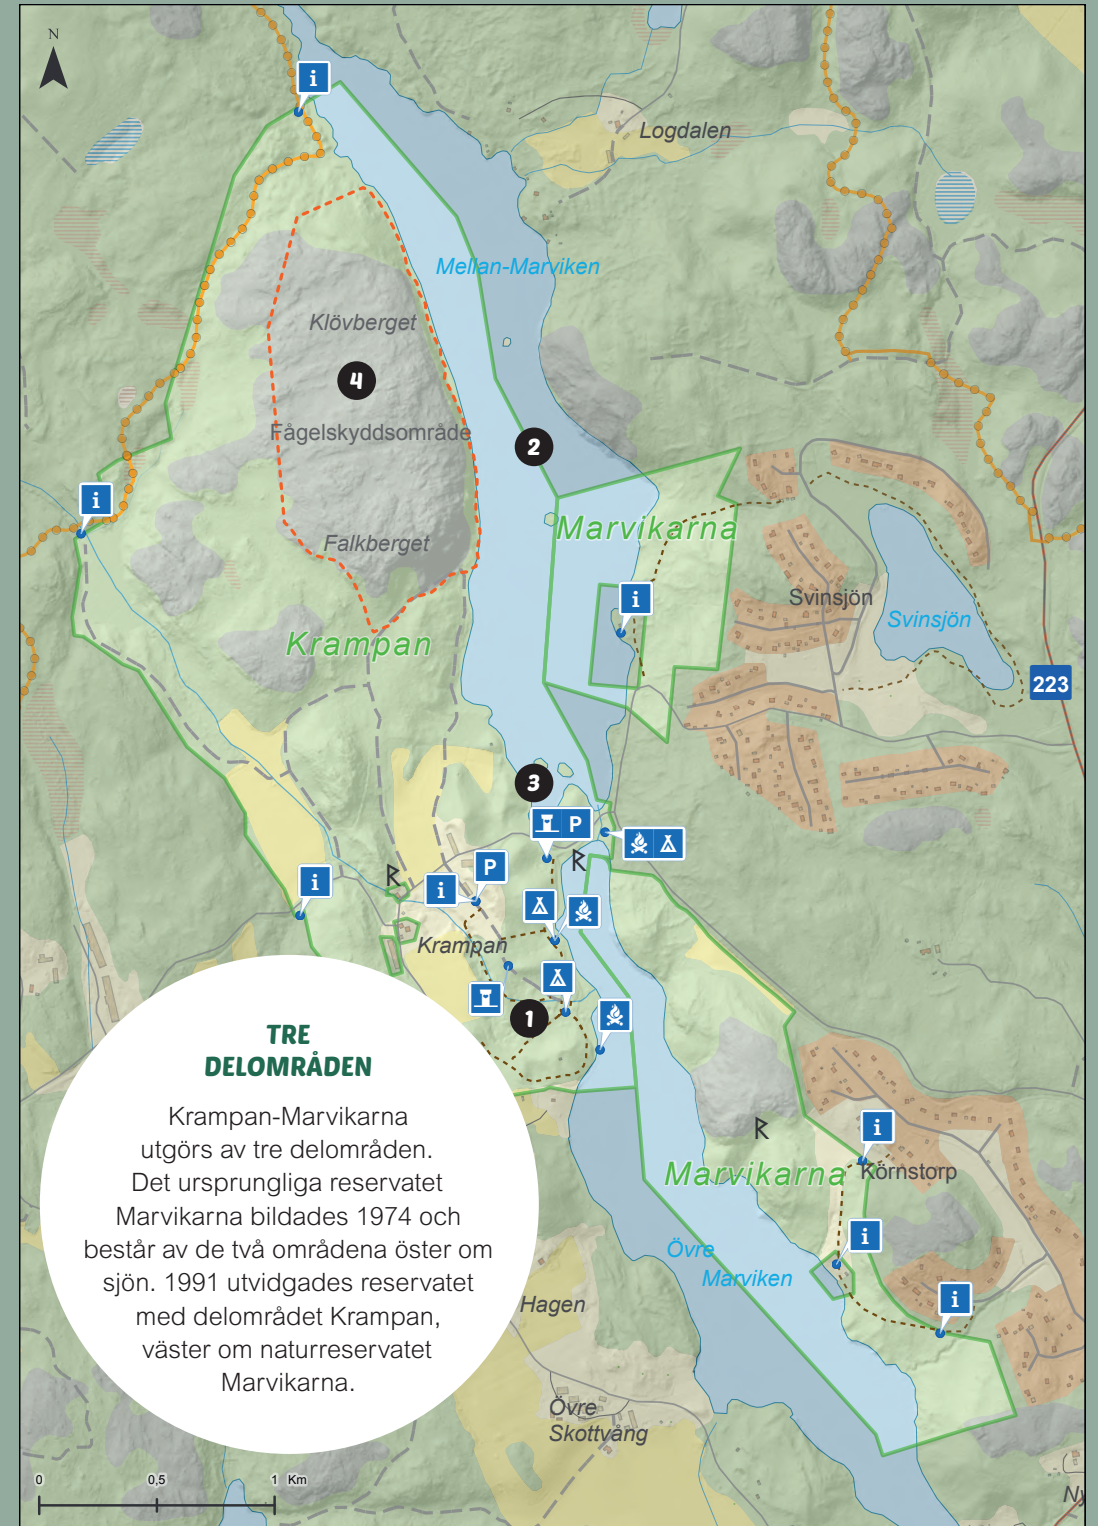 N
i
Logdalen
Mellan-Marviken
Klövberget
4
Fågelskyddsområde
2
i
Marvikarna
Falkberget
i
Svinsjön
Svinsjön
Krampan
223
3
P
P
i
i
Krampan
1
TRE
DELOMRÅDEN
Krampan-Marvikarna
utgörs av tre delområden.
Det ursprungliga reservatet
Marvikarna bildades 1974 och
består av de två områdena öster om
sjön. 1991 utvidgades reservatet
med delområdet Krampan,
väster om naturreservatet
Marvikarna.
i
Marvikarna
Körnstorp
i
Övre
Marviken
i
Hagen
Övre
Skottvång
0 0,5 1 Km
Ny